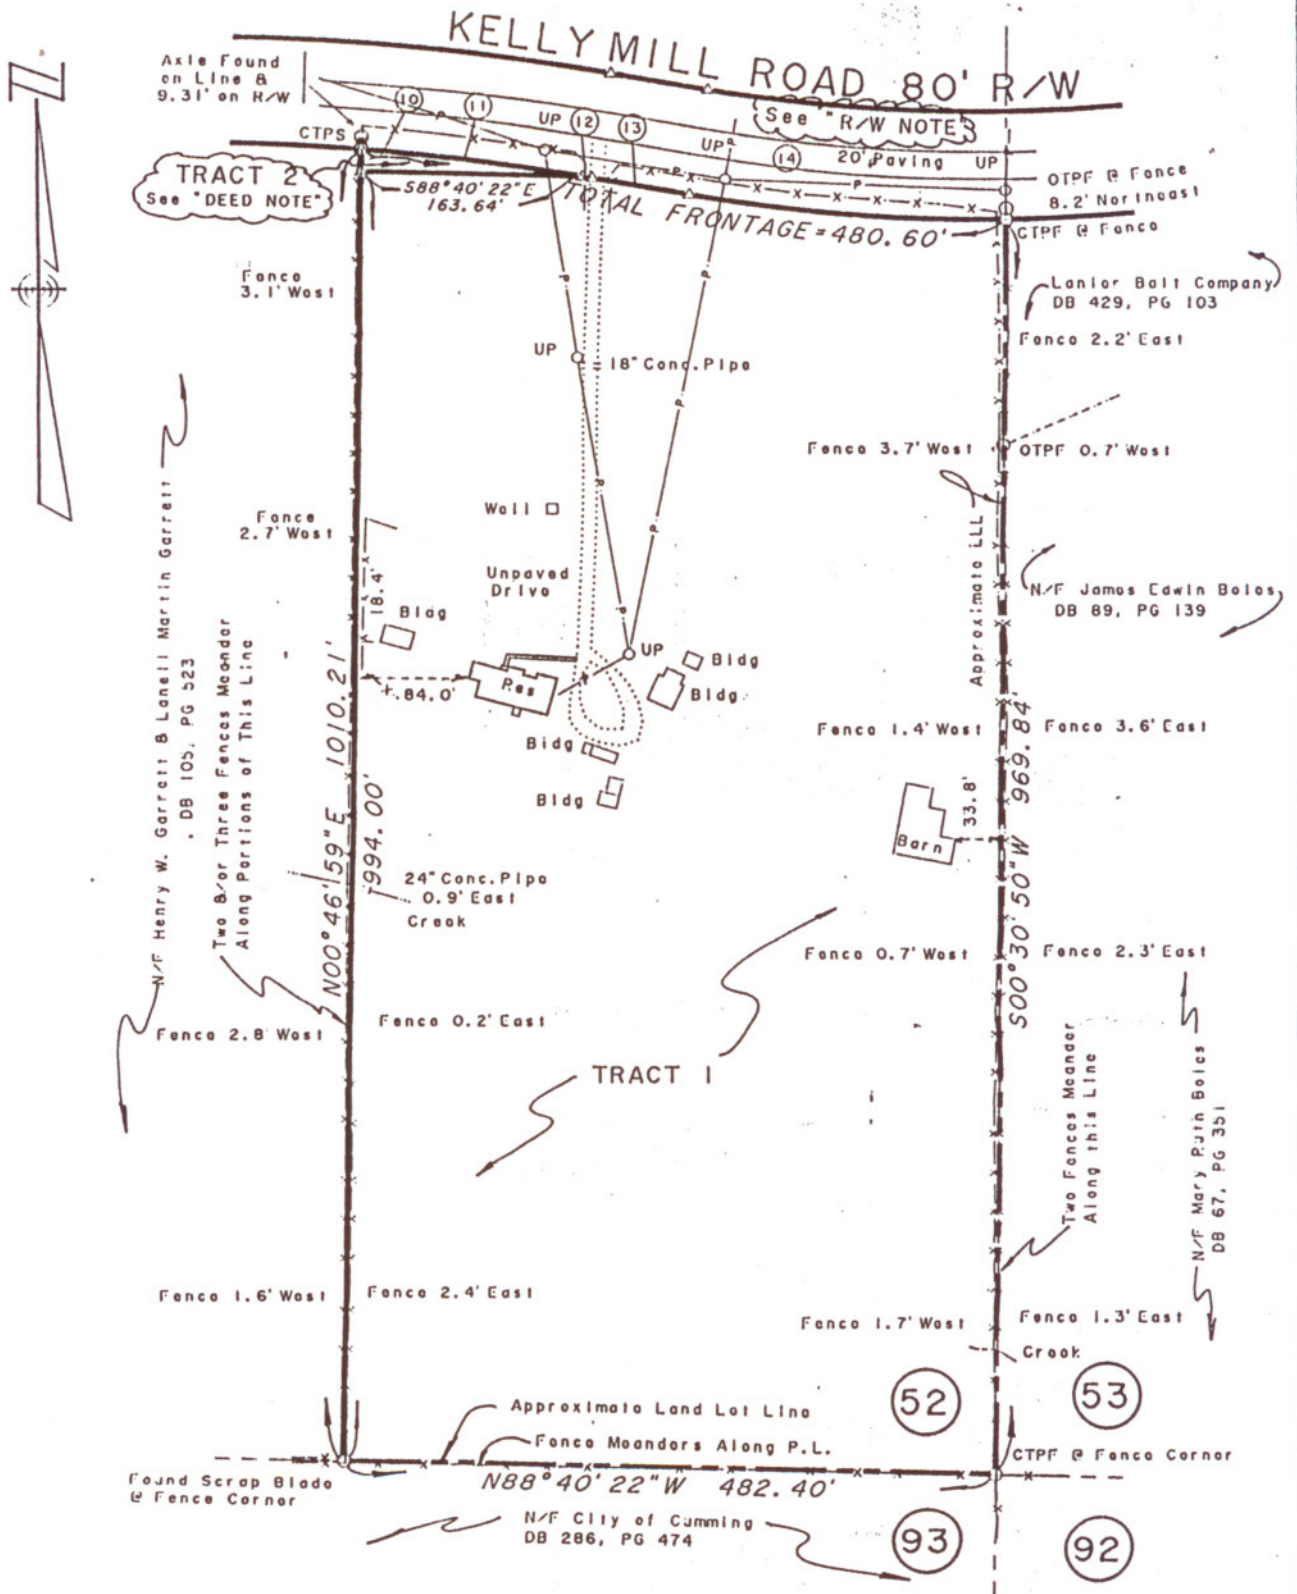 KELLY MILL ROAD 80' R/W
Axle Found
on Line &
9.31' on R/W
See "R/W NOTE"
10
11
UP
12
13
UP
14
20' Paving
UP
CTPS
TRACT 2
See "DEED NOTE"
S88°40'22"E
163.64'
TOTAL FRONTAGE = 480.60'
OTPF @ Fence
8.2' Northeast
CTPF @ Fence
N
Fence
3.1' West
Lanier Bait Company
DB 429, PG 103
Fence 2.2' East
UP
18" Conc. Pipe
Fence 3.7' West
OTPF 0.7' West
Well
Fence
2.7' West
18.4'
Approximate LLL
Unpaved
Drive
Bldg
N/F James Edwin Boles
DB 89, PG 139
UP
Bldg
Bldg
84.0'
Res
Bldg
Bldg
N/F Henry W. Garrett & Lanell Martin Garrett
DB 105, PG 523
Two &/or Three Fences Meander
Along Portions of This Line
N00°46'59"E 1010.21'
994.00'
Fence 1.4' West
Fence 3.6' East
33.8'
Barn
S00°30'50"W 969.84'
24" Conc. Pipe
0.9' East
Creek
Fence 0.7' West
Fence 2.3' East
Fence 2.8' West
Fence 0.2' East
TRACT 1
Two Fences Meander
Along this Line
N/F Mary Ruth Boles
DB 67, PG 351
Fence 1.6' West
Fence 2.4' East
Fence 1.7' West
Fence 1.3' East
Creek
52
53
Approximate Land Lot Line
Fence Meanders Along P.L.
CTPF @ Fence Corner
Found Scrap Blade
@ Fence Corner
N88°40'22"W 482.40'
N/F City of Cumming
DB 286, PG 474
93
92